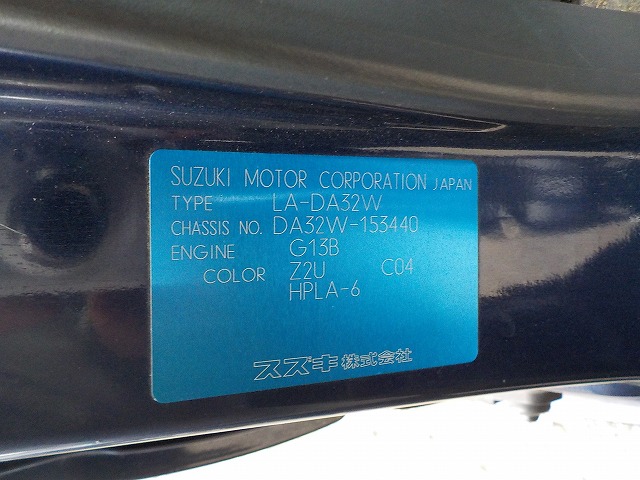 SUZUKI MOTOR CORPORATION JAPAN
TYPE LA-DA32W
CHASSIS NO. DA32W-153440
ENGINE G13B
COLOR Z2U C04
HPLA-6
スズキ株式会社